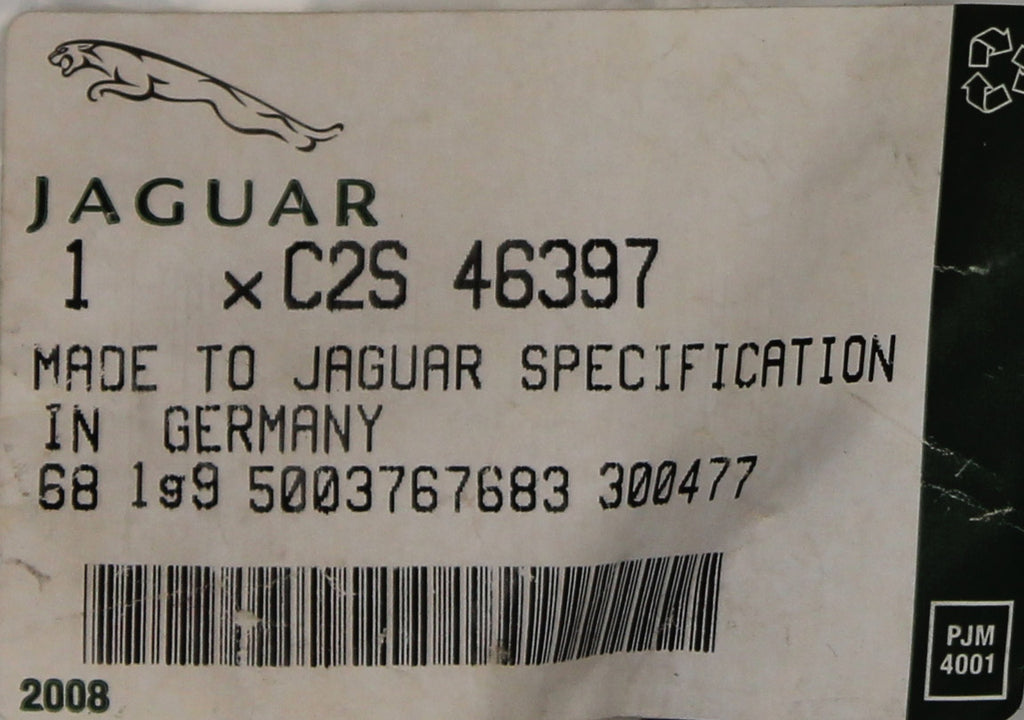 JAGUAR
1 x C2S 46397
MADE TO JAGUAR SPECIFICATION
IN GERMANY
68 1g9 5003767683 300477
2008
PJM
4001